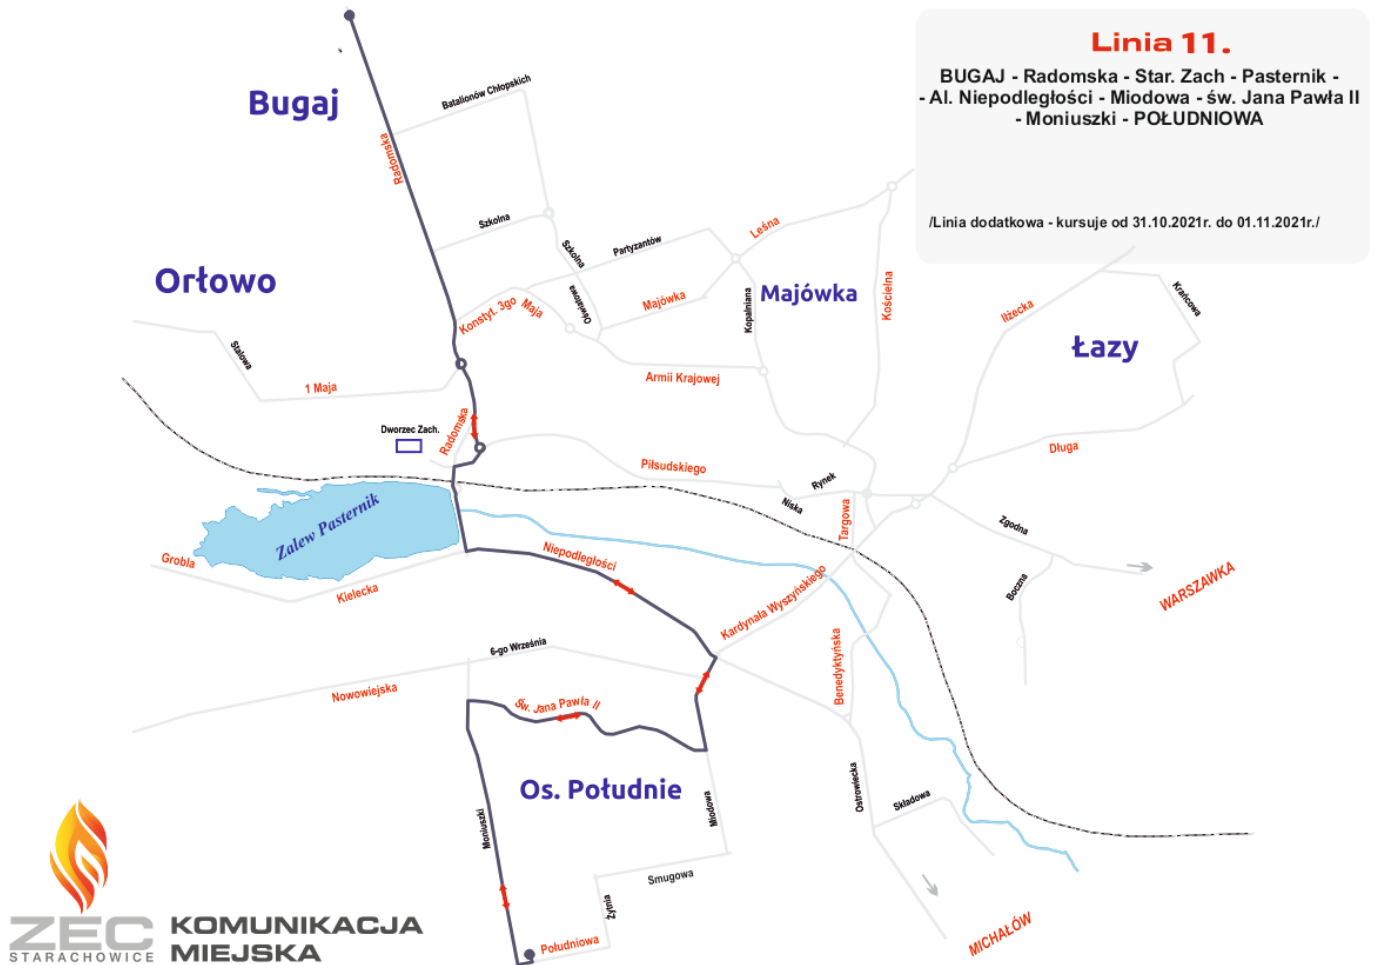 Linia 11.
BUGAJ - Radomska - Star. Zach - Pasternik -
- Al. Niepodległości - Miodowa - św. Jana Pawła II
- Moniuszki - POŁUDNIOWA
/Linia dodatkowa - kursuje od 31.10.2021r. do 01.11.2021r./
Bugaj
Batalionów Chłopskich
Radomska
Szkolna
Szkolna
Partyzantów
Leśna
Orłowo
Konstyt. 3go Maja
Oświatowa
Majówka
Kopalniana
Majówka
Kościelna
Iłżecka
Krańcowa
Łazy
Stalowa
1 Maja
Armii Krajowej
Dworzec Zach.
Radomska
Piłsudskiego
Rynek
Niska
Targowa
Długa
Zgodna
Zalew Pasternik
Grobla
Kielecka
Niepodległości
Kardynała Wyszyńskiego
Boczna
WARSZAWKA
6-go Września
Nowowiejska
Św. Jana Pawła II
Benedyktyńska
Os. Południe
Moniuszki
Miodowa
Ostrowiecka
Składowa
Smugowa
Żytnia
Południowa
MICHAŁÓW
ZEC
STARACHOWICE
KOMUNIKACJA
MIEJSKA